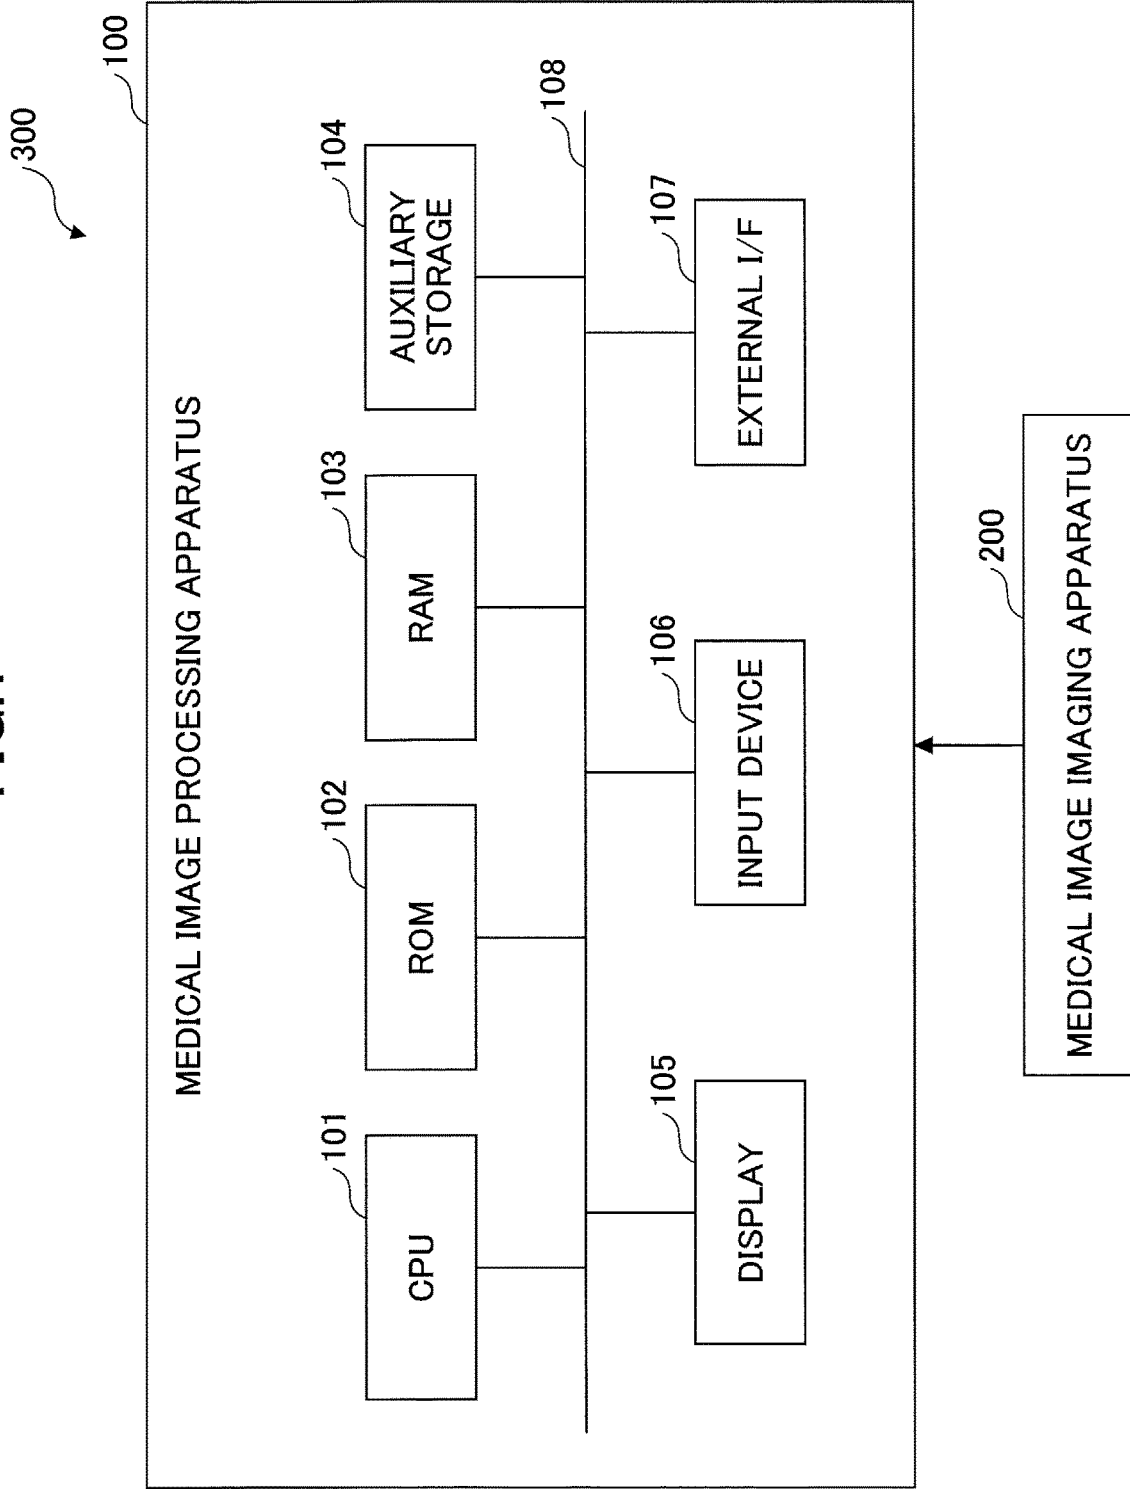 300
100
MEDICAL IMAGE PROCESSING APPARATUS
101
CPU
102
ROM
103
RAM
104
AUXILIARY
STORAGE
108
105
DISPLAY
106
INPUT DEVICE
107
EXTERNAL I/F
200
MEDICAL IMAGE IMAGING APPARATUS